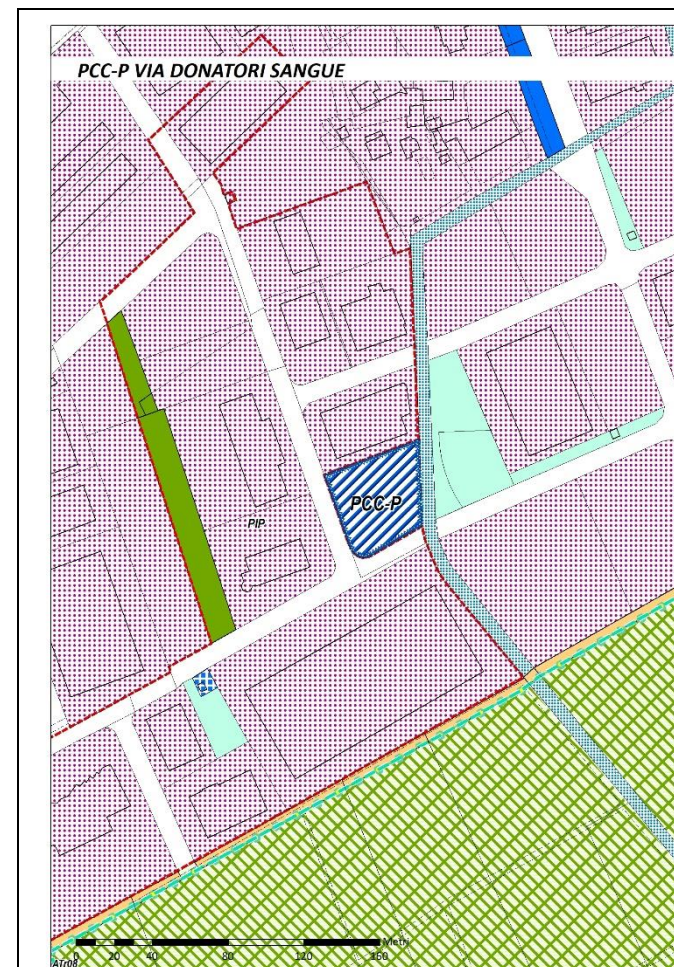 PCC-P VIA DONATORI SANGUE
PCC-P
PIP
Metri
0 20 40 80 120 160
ATr08